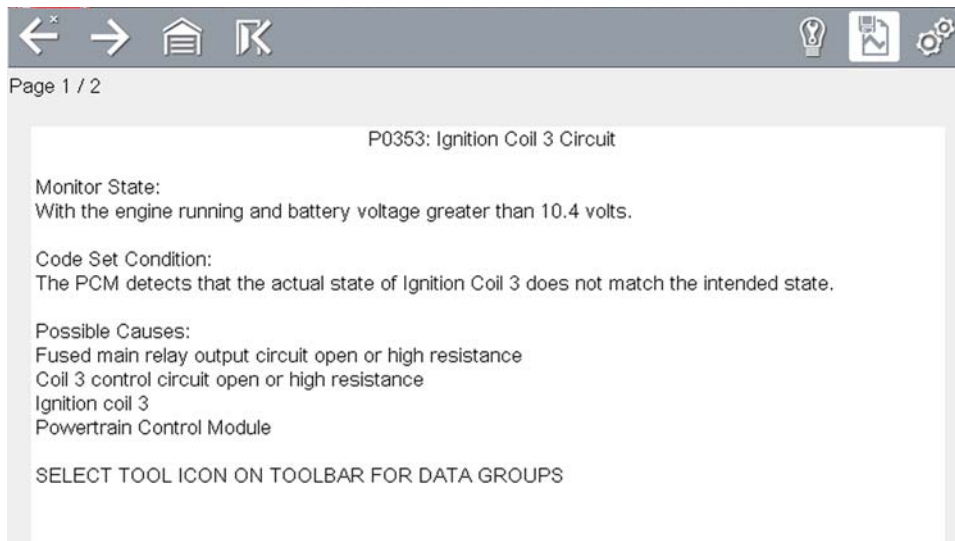 Page 1 / 2
P0353: Ignition Coil 3 Circuit
Monitor State:
With the engine running and battery voltage greater than 10.4 volts.
Code Set Condition:
The PCM detects that the actual state of Ignition Coil 3 does not match the intended state.
Possible Causes:
Fused main relay output circuit open or high resistance
Coil 3 control circuit open or high resistance
Ignition coil 3
Powertrain Control Module
SELECT TOOL ICON ON TOOLBAR FOR DATA GROUPS